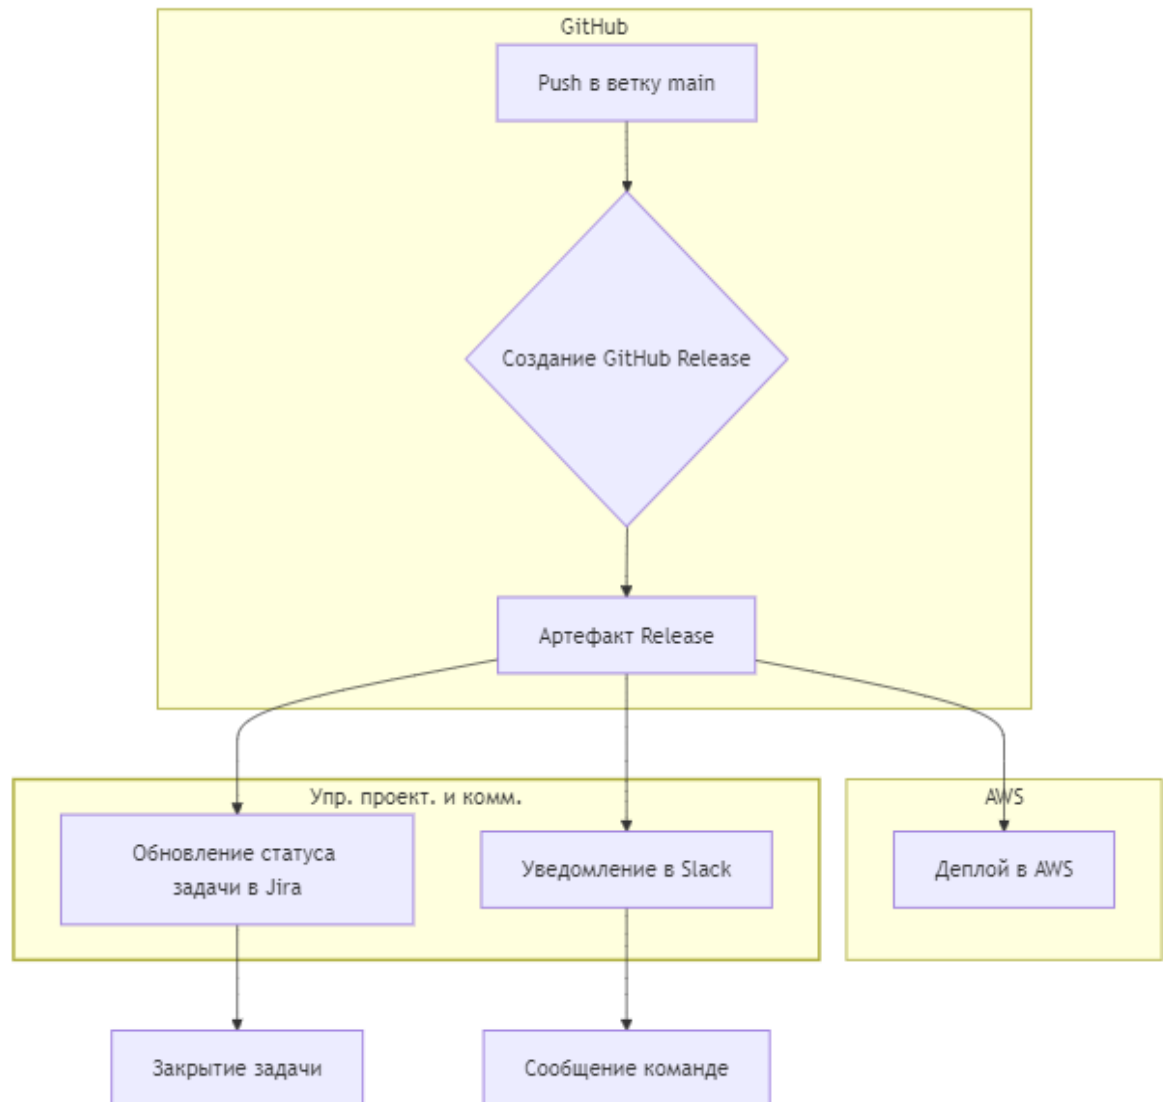 GitHub
Push в ветку main
Создание GitHub Release
Артефакт Release
Упр. проект. и комм.
AWS
Обновление статуса
задачи в Jira
Уведомление в Slack
Деплой в AWS
Закрытие задачи
Сообщение команде